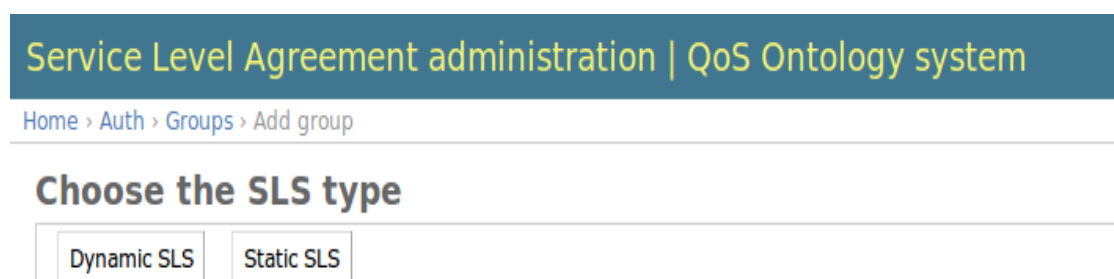 Service Level Agreement administration | QoS Ontology system
Home › Auth › Groups › Add group
Choose the SLS type
Dynamic SLS Static SLS